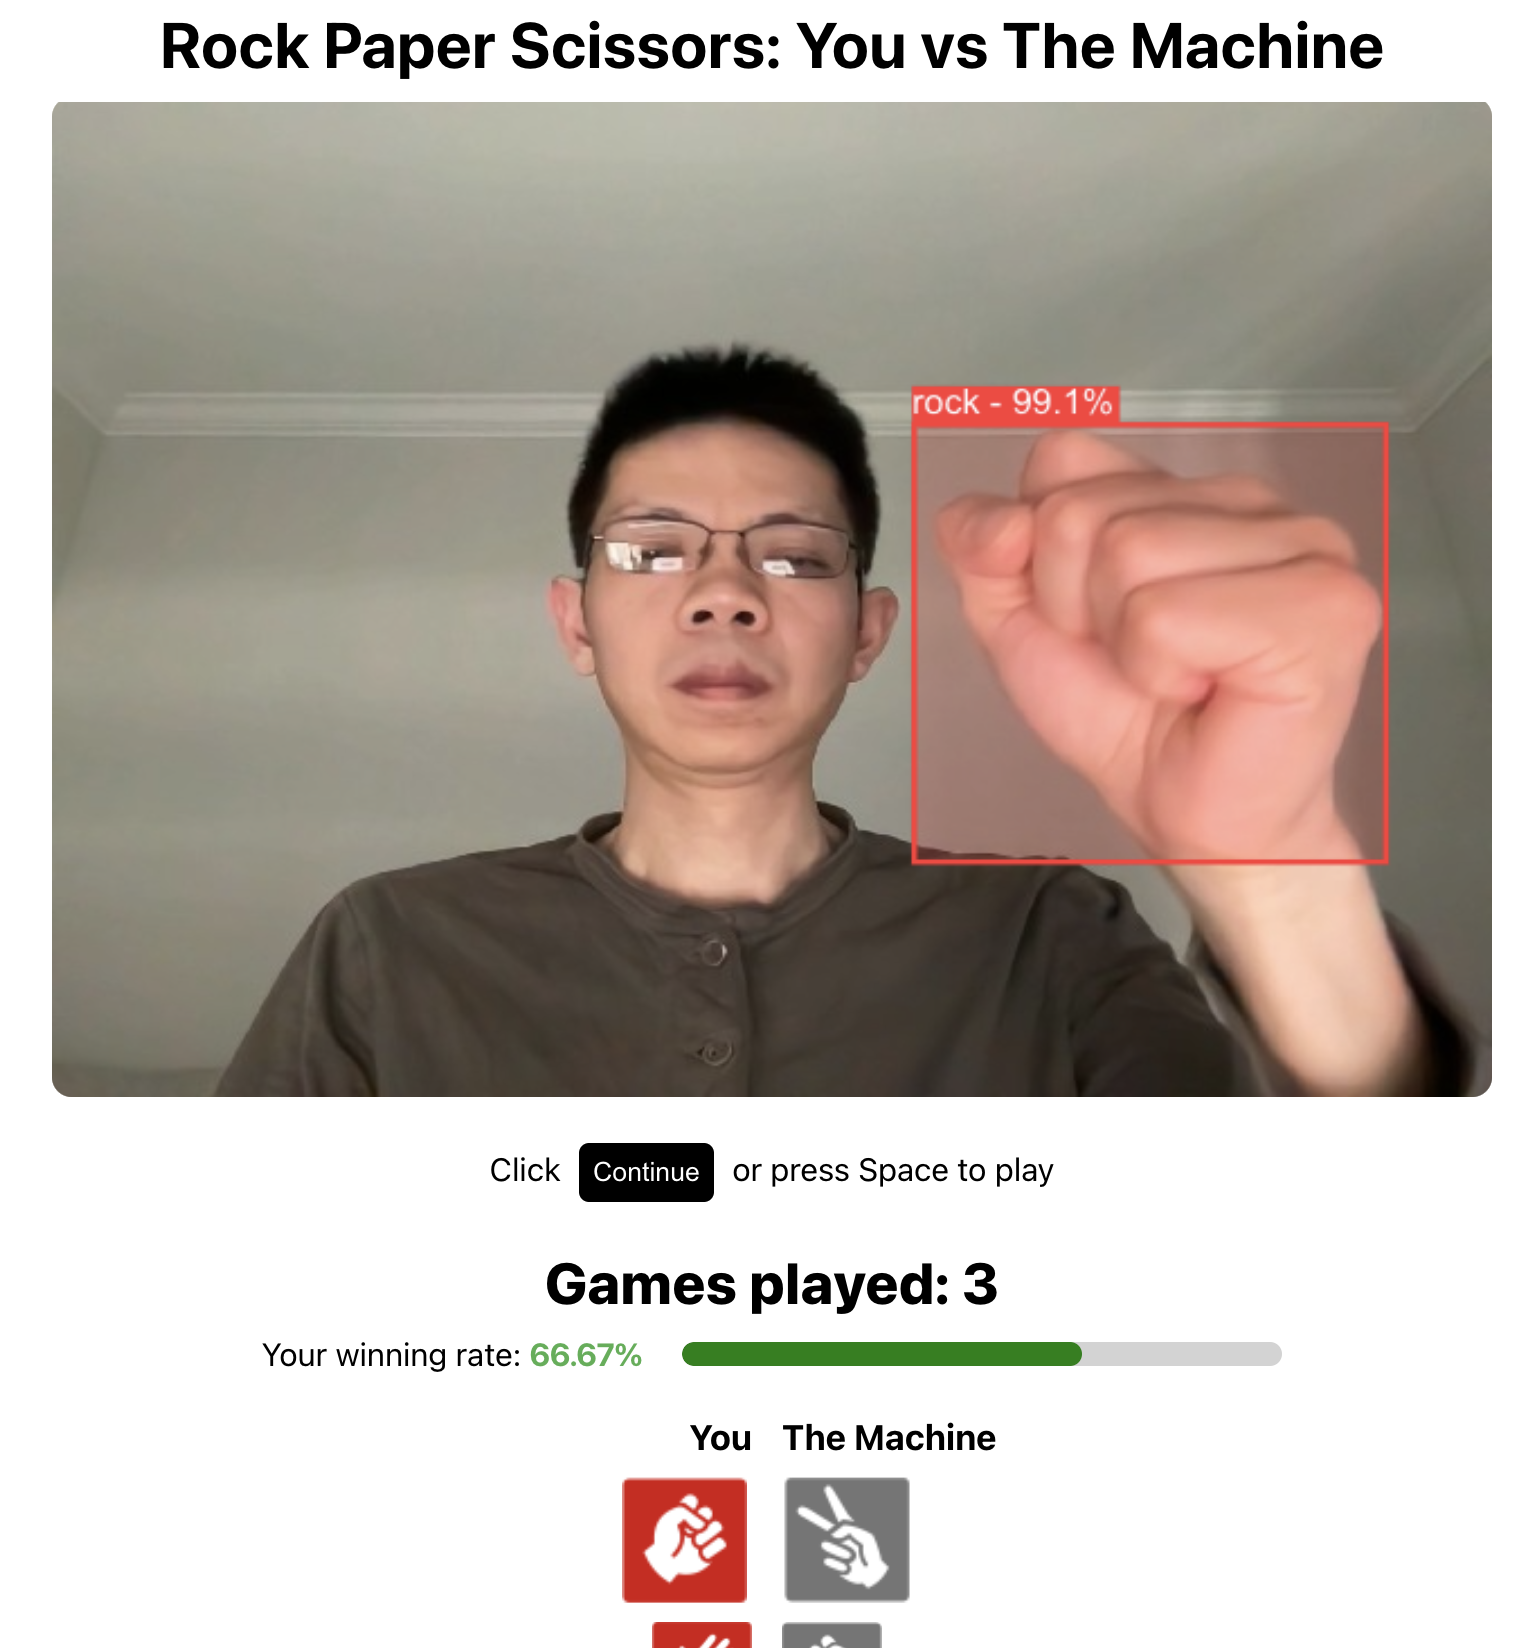 Rock Paper Scissors: You vs The Machine
rock - 99.1%
Click Continue or press Space to play
Games played: 3
Your winning rate: 66.67%
You The Machine